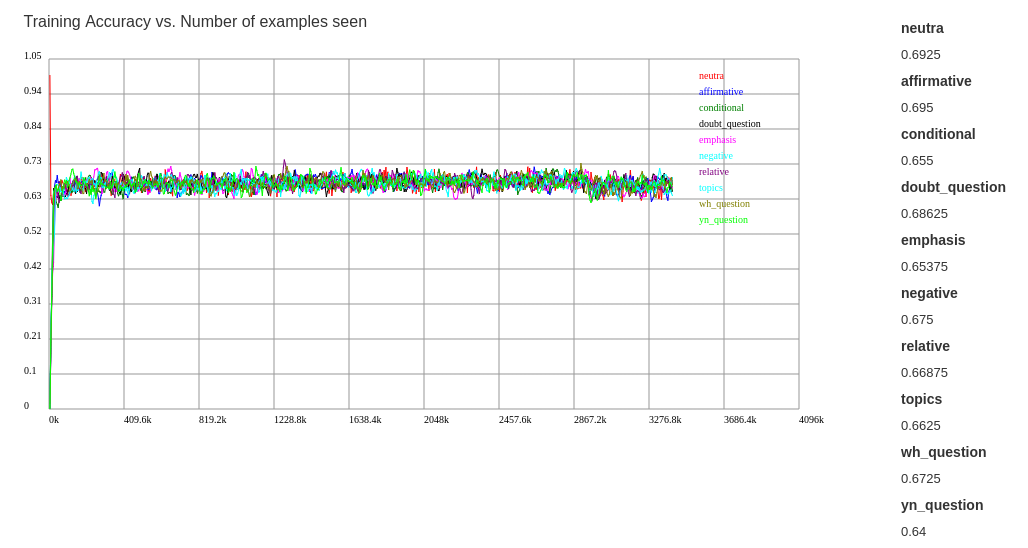 Training Accuracy vs. Number of examples seen
1.05
0.94
0.84
0.73
0.63
0.52
0.42
0.31
0.21
0.1
0
0k
409.6k
819.2k
1228.8k
1638.4k
2048k
2457.6k
2867.2k
3276.8k
3686.4k
4096k
neutra
affirmative
conditional
doubt_question
emphasis
negative
relative
topics
wh_question
yn_question
neutra
0.6925
affirmative
0.695
conditional
0.655
doubt_question
0.68625
emphasis
0.65375
negative
0.675
relative
0.66875
topics
0.6625
wh_question
0.6725
yn_question
0.64